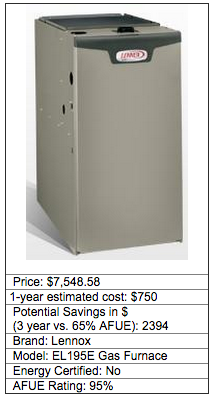 LENNOX
Price: $7,548.58
1-year estimated cost: $750
Potential Savings in $
(3 year vs. 65% AFUE): 2394
Brand: Lennox
Model: EL195E Gas Furnace
Energy Certified: No
AFUE Rating: 95%